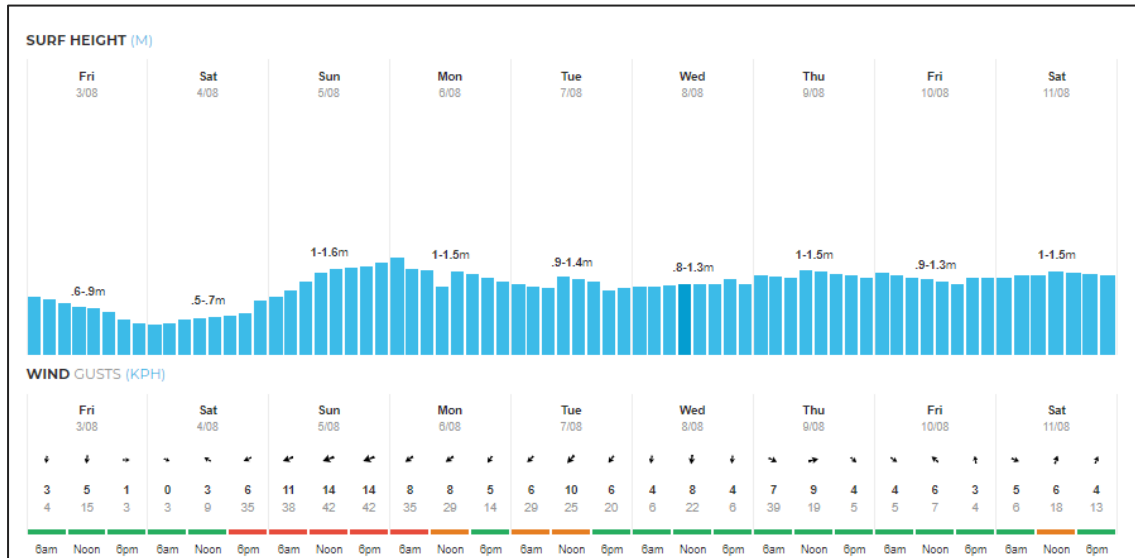 SURF HEIGHT (M)
Fri Sat Sun Mon Tue Wed Thu Fri Sat
3/08 4/08 5/08 6/08 7/08 8/08 9/08 10/08 11/08
.6-.9m .5-.7m 1-1.6m 1-1.5m .9-1.4m .8-1.3m 1-1.5m .9-1.3m 1-1.5m
WIND GUSTS (KPH)
Fri Sat Sun Mon Tue Wed Thu Fri Sat
3/08 4/08 5/08 6/08 7/08 8/08 9/08 10/08 11/08
3 5 1 0 3 6 11 14 14 8 8 5 6 10 6 4 8 4 7 9 4 4 6 3 5 6 4
4 15 3 3 9 35 38 42 42 35 29 14 29 25 20 6 22 6 39 19 5 5 7 4 6 18 13
6am Noon 6pm 6am Noon 6pm 6am Noon 6pm 6am Noon 6pm 6am Noon 6pm 6am Noon 6pm 6am Noon 6pm 6am Noon 6pm 6am Noon 6pm